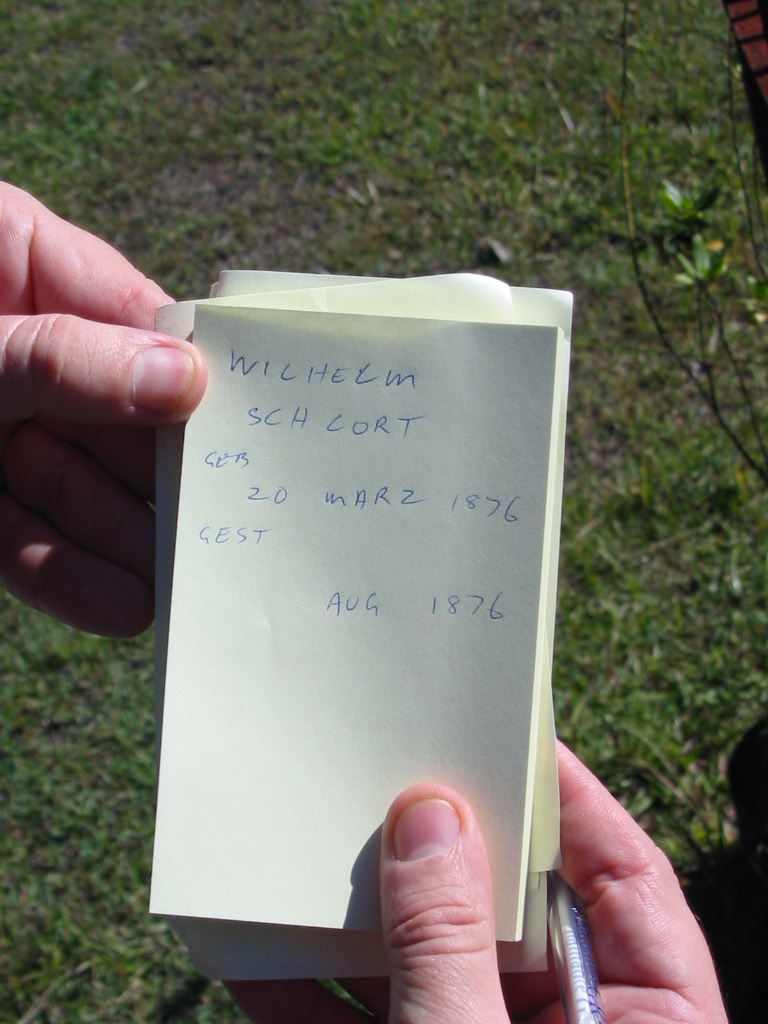 WILHELM
SCHLORT
GEB
20 MARZ 1876
GEST
AUG 1876